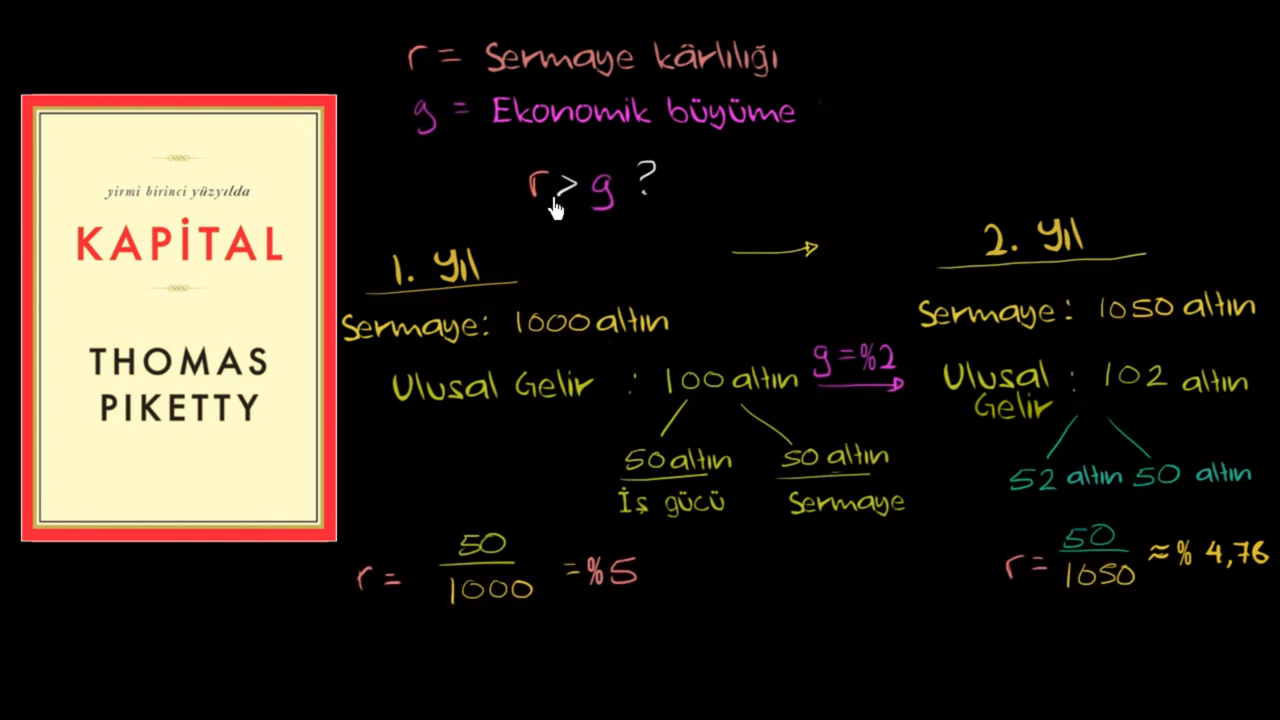 r = Sermaye kârlılığı
g = Ekonomik büyüme
r > g ?
yirmi birinci yüzyılda
KAPİTAL
THOMAS
PIKETTY
1. Yıl
Sermaye: 1000 altın
Ulusal Gelir : 100 altın
50 altın 50 altın
İş gücü Sermaye
r = 50/1000 = %5
g = %2
2. Yıl
Sermaye: 1050 altın
Ulusal Gelir : 102 altın
52 altın 50 altın
r = 50/1050 ≈ % 4,76